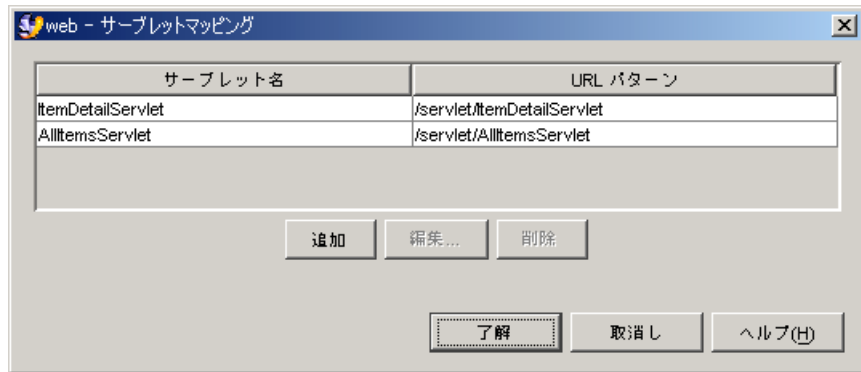 web - サーブレットマッピング
サーブレット名 URL パターン
ItemDetailServlet /servlet/ItemDetailServlet
AllItemsServlet /servlet/AllItemsServlet
追加 編集... 削除
了解 取消し ヘルプ(H)